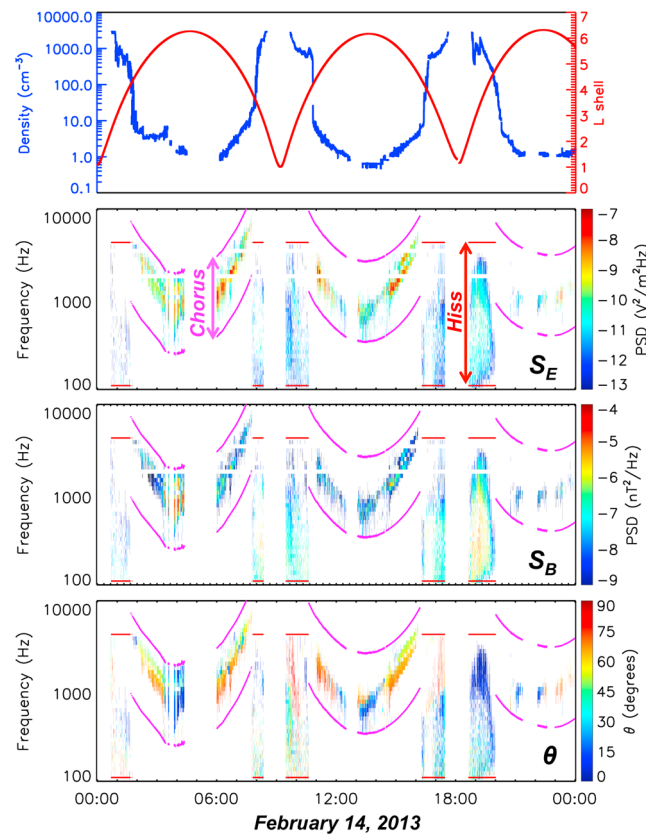 10000.0
1000.0
100.0
10.0
1.0
0.1
Density (cm⁻³)
7
6
5
4
3
2
1
0
L shell
10000
1000
100
Frequency (Hz)
Chorus
Hiss
S_E
−7
−8
−9
−10
−11
−12
−13
PSD (V²/m²Hz)
10000
1000
100
Frequency (Hz)
S_B
−4
−5
−6
−7
−8
−9
PSD (nT²/Hz)
10000
1000
100
Frequency (Hz)
θ
90
75
60
45
30
15
0
θ (degrees)
00:00 06:00 12:00 18:00 00:00
February 14, 2013